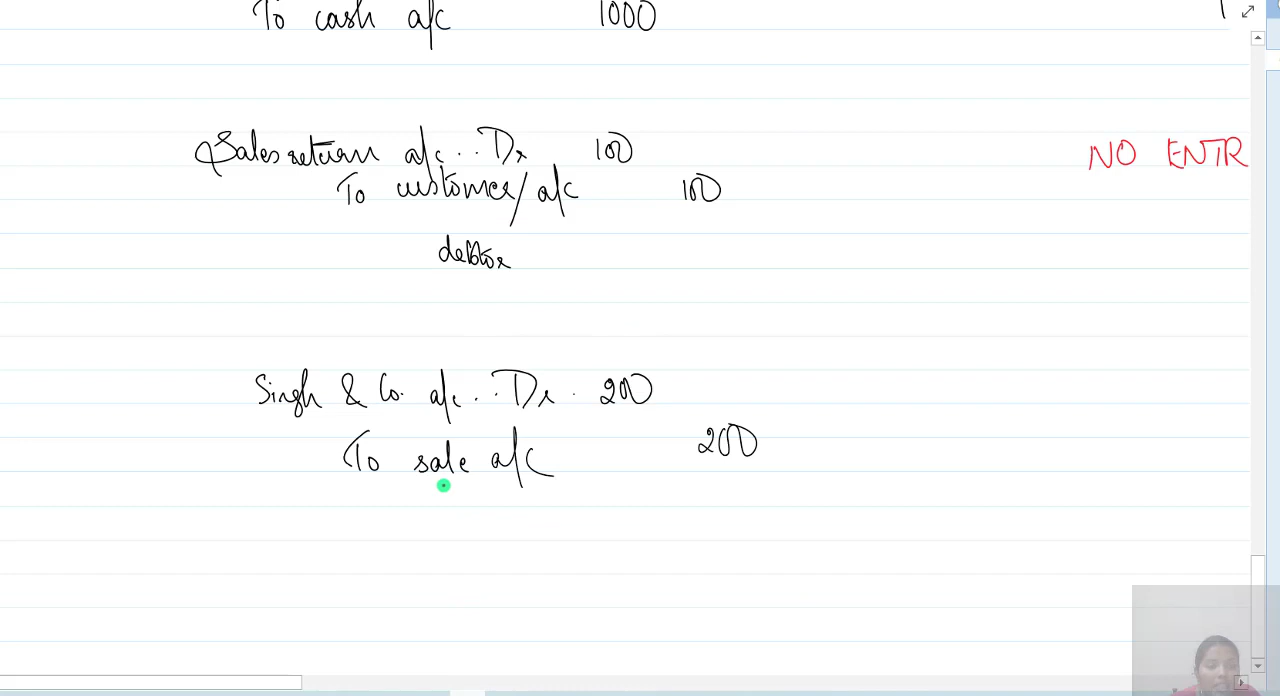 To cash a/c 1000
Sales return a/c .. Dr 100
NO ENTR
To customer/ a/c 100
debtor
Singh & Co. a/c .. Dr . 200
To sale a/c 200